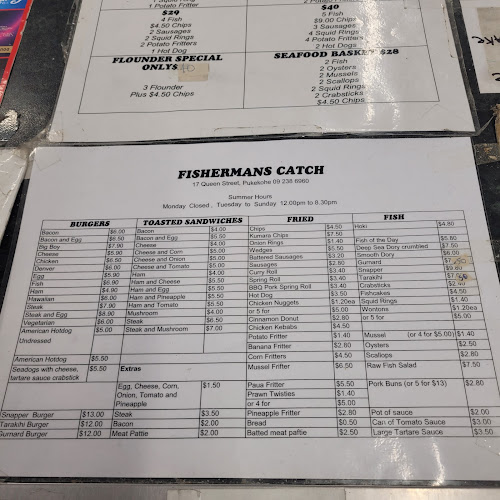 1 Potato Fritter
$29
4 Fish
$4.50 Chips
2 Sausages
2 Squid Rings
2 Potato Fritters
1 Hot Dog
FLOUNDER SPECIAL
ONLY$
3 Flounder
Plus $4.50 Chips
$40
5 Fish
$9.00 Chips
3 Sausages
4 Squid Rings
4 Potato Fritters
2 Hot Dogs
SEAFOOD BASKET $28
2 Fish
2 Oysters
2 Mussels
2 Scallops
2 Squid Rings
2 Crabsticks
$4.50 Chips
FISHERMANS CATCH
17 Queen Street, Pukekohe 09 238 6960
Summer Hours
Monday Closed, Tuesday to Sunday 12.00pm to 8.30pm
BURGERS
Bacon $6.00
Bacon and Egg $6.50
Big Boy $7.90
Cheese $5.90
Chicken $6.50
Denver $6.00
Egg
Fish $6.90
Ham $4.90
Hawaiian $8.00
Steak $7.90
Steak and Egg $8.90
Vegetarian $6.00
American Hotdog $5.00
Undressed
American Hotdog $5.50
Seadogs with cheese, $5.50
tartare sauce crabstick
Snapper Burger $13.00
Tarakihi Burger $12.00
Gurnard Burger $12.00
TOASTED SANDWICHES
Bacon $4.00
Bacon and Egg $5.50
Cheese $4.00
Cheese and Corn $5.00
Cheese and Onion $5.00
Cheese and Tomato $5.00
Ham $4.00
Ham and Cheese $5.50
Ham and Egg $5.50
Ham and Pineapple $5.50
Ham and Tomato $5.50
Mushroom $4.00
Steak $6.50
Steak and Mushroom $7.00
Extras
Egg, Cheese, Corn, $1.50
Onion, Tomato and
Pineapple
Steak $3.50
Bacon $2.00
Meat Pattie $2.00
FRIED
Chips $4.50
Kumara Chips $7.50
Onion Rings $1.40
Wedges $5.50
Battered Sausages $3.20
Sausages $2.80
Curry Roll $3.40
Spring Roll $3.40
BBQ Pork Spring Roll $3.40
Hot Dog $3.50
Chicken Nuggets $1.20ea
or 5 for $5.00
Cinnamon Donut $2.80
Chicken Kebabs $4.50
Potato Fritter $1.40
Banana Fritter $2.80
Corn Fritters $4.50
Mussel Fritter $6.50
Paua Fritter $5.50
Prawn Twisties $1.40
or 4 for $5.00
Pineapple Fritter $2.80
Bread $0.50
Batted meat paftie $2.50
FISH
Hoki $4.80
Fish of the Day $5.80
Deep Sea Dory crumbled $7.50
Smooth Dory $6.00
Gurnard
Snapper
Tarakihi
Crabsticks
Fishcakes $4.50
Squid Rings $1.40
Wontons $1.20ea
or 5 for $5.00
Mussel (or 4 for $5.00) $1.40
Oysters $2.50
Scallops $2.80
Raw Fish Salad $7.50
Pork Buns (or 5 for $13) $2.80
Pot of sauce $2.00
Can of Tomato Sauce $3.00
Large Tartare Sauce $3.50